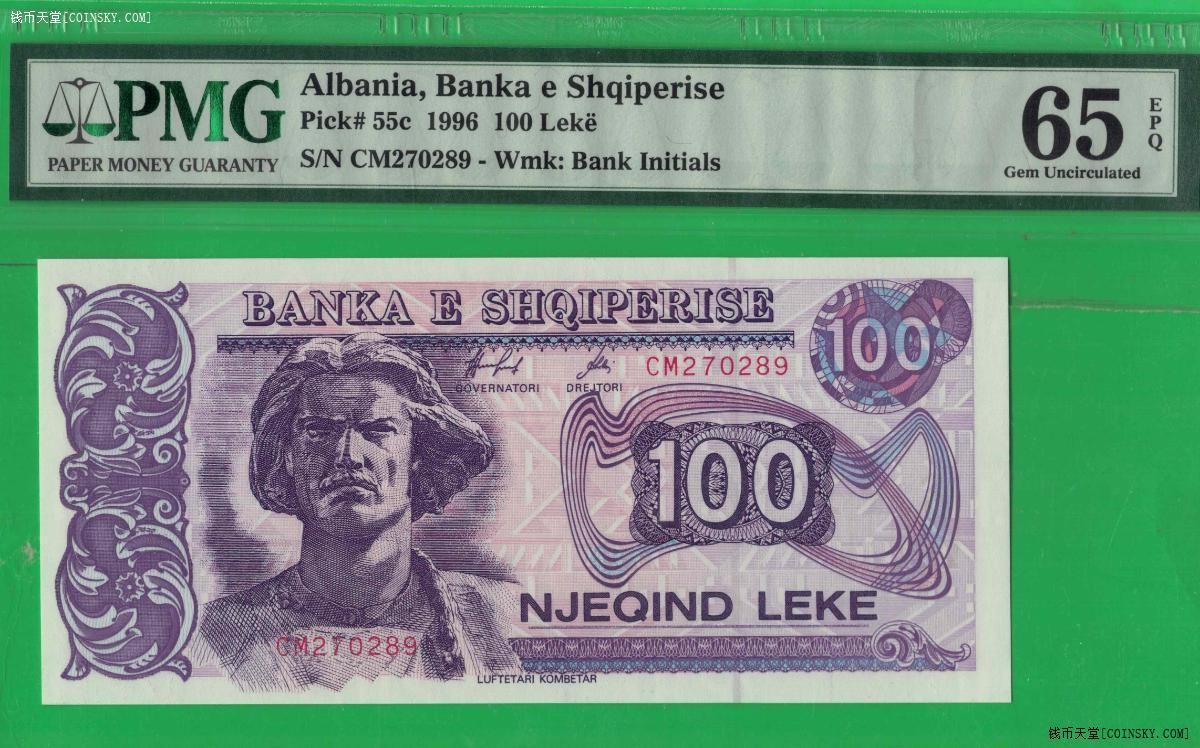 钱币天堂[COINSKY.COM]
PMG
PAPER MONEY GUARANTY
Albania, Banka e Shqiperise
Pick# 55c 1996 100 Lekë
S/N CM270289 - Wmk: Bank Initials
65
EPQ
Gem Uncirculated
BANKA E SHQIPERISE
100
CM270289
GOVERNATORI DREJTORI
100
NJEQIND LEKE
CM270289
LUFTETARI KOMBETAR
钱币天堂[COINSKY.COM]